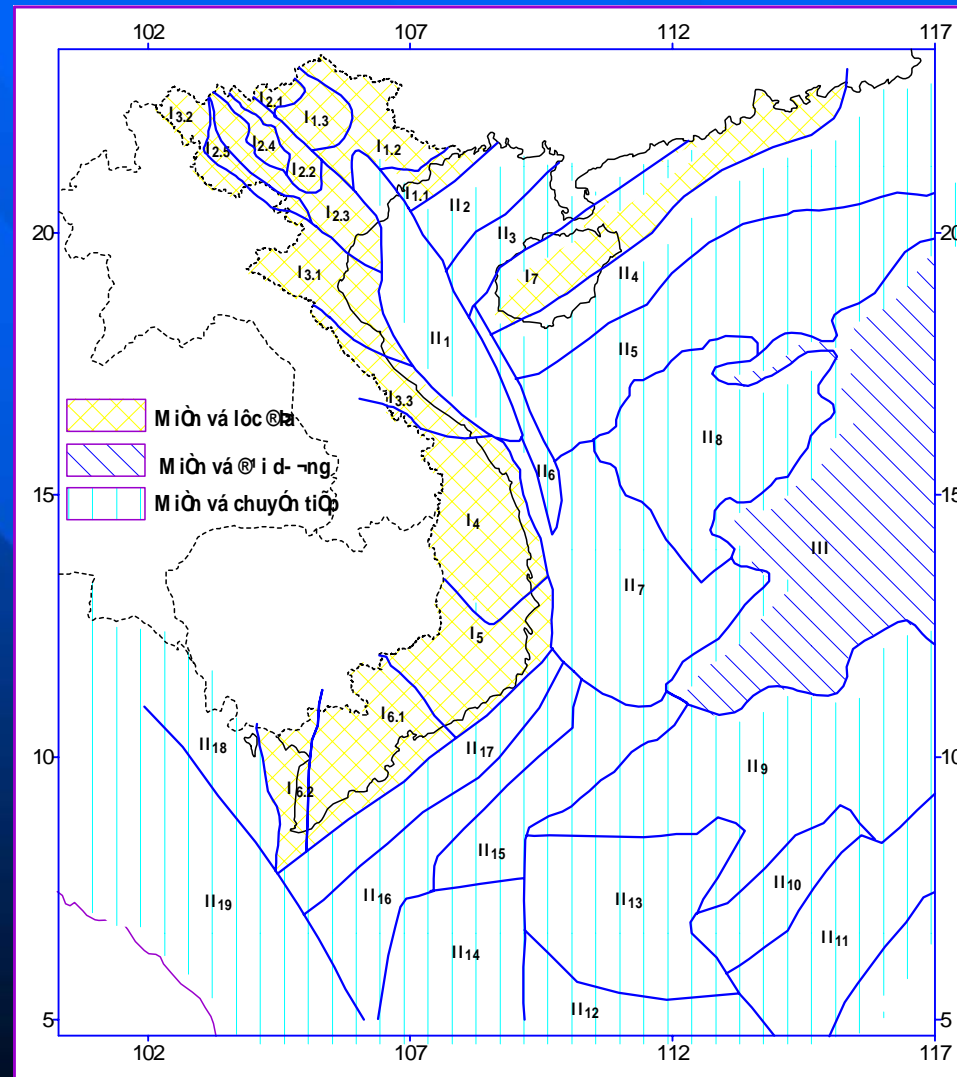 102 107 112 117
I3.2
I2.1
I1.3
I2.5
I2.4
I2.2
I1.2
I1.1
II2
20 I2.3 II3 20
I3.1
I7
II4
II1
II5
I3.3
MiÒn vá lôc ®Þa
MiÒn vá ®¹i d-¬ng
MiÒn vá chuyÓn tiÕp
II8
15 II6 15
I4
III
II7
I5
I6.1
10 II18 II17 II9 10
I6.2
II15
II10
II16
II19
II13
II11
II14
5 II12 5
102 107 112 117